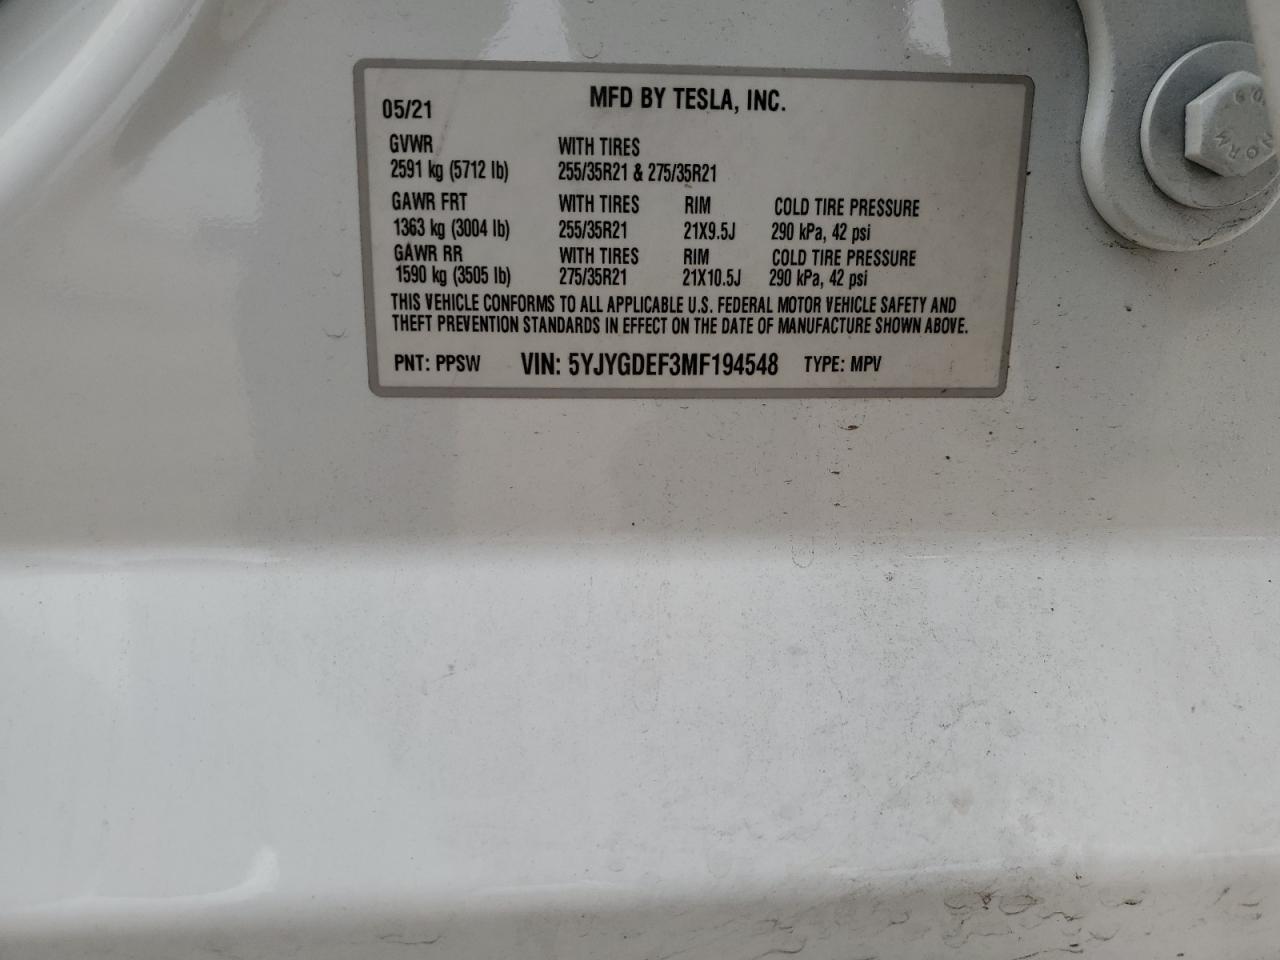 MFD BY TESLA, INC.
05/21
GVWR WITH TIRES
2591 kg (5712 lb) 255/35R21 & 275/35R21
GAWR FRT WITH TIRES RIM COLD TIRE PRESSURE
1363 kg (3004 lb) 255/35R21 21X9.5J 290 kPa, 42 psi
GAWR RR WITH TIRES RIM COLD TIRE PRESSURE
1590 kg (3505 lb) 275/35R21 21X10.5J 290 kPa, 42 psi
THIS VEHICLE CONFORMS TO ALL APPLICABLE U.S. FEDERAL MOTOR VEHICLE SAFETY AND
THEFT PREVENTION STANDARDS IN EFFECT ON THE DATE OF MANUFACTURE SHOWN ABOVE.
PNT: PPSW VIN: 5YJYGDEF3MF194548 TYPE: MPV